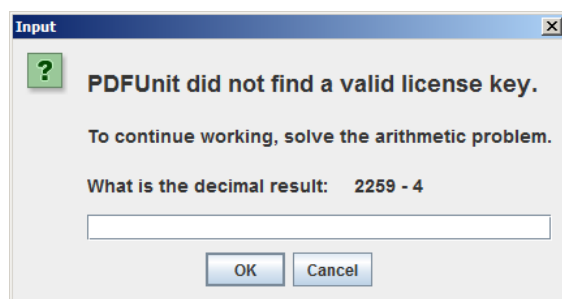 Input
?
PDFUnit did not find a valid license key.
To continue working, solve the arithmetic problem.
What is the decimal result: 2259 - 4
OK Cancel